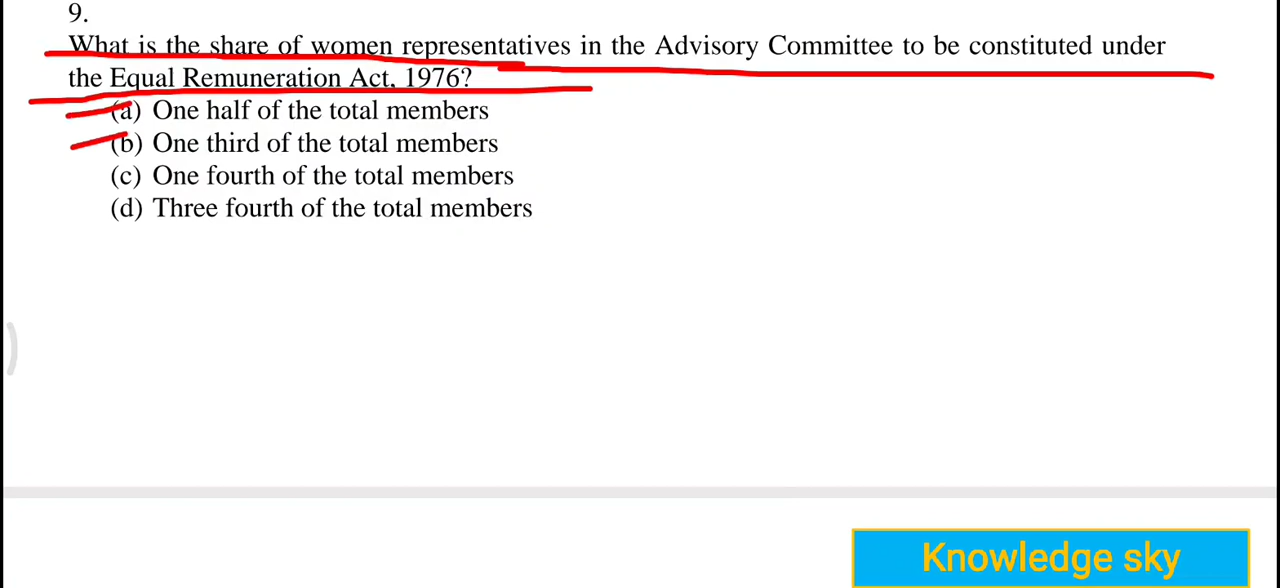 9.
What is the share of women representatives in the Advisory Committee to be constituted under
the Equal Remuneration Act, 1976?
(a) One half of the total members
(b) One third of the total members
(c) One fourth of the total members
(d) Three fourth of the total members
Knowledge sky